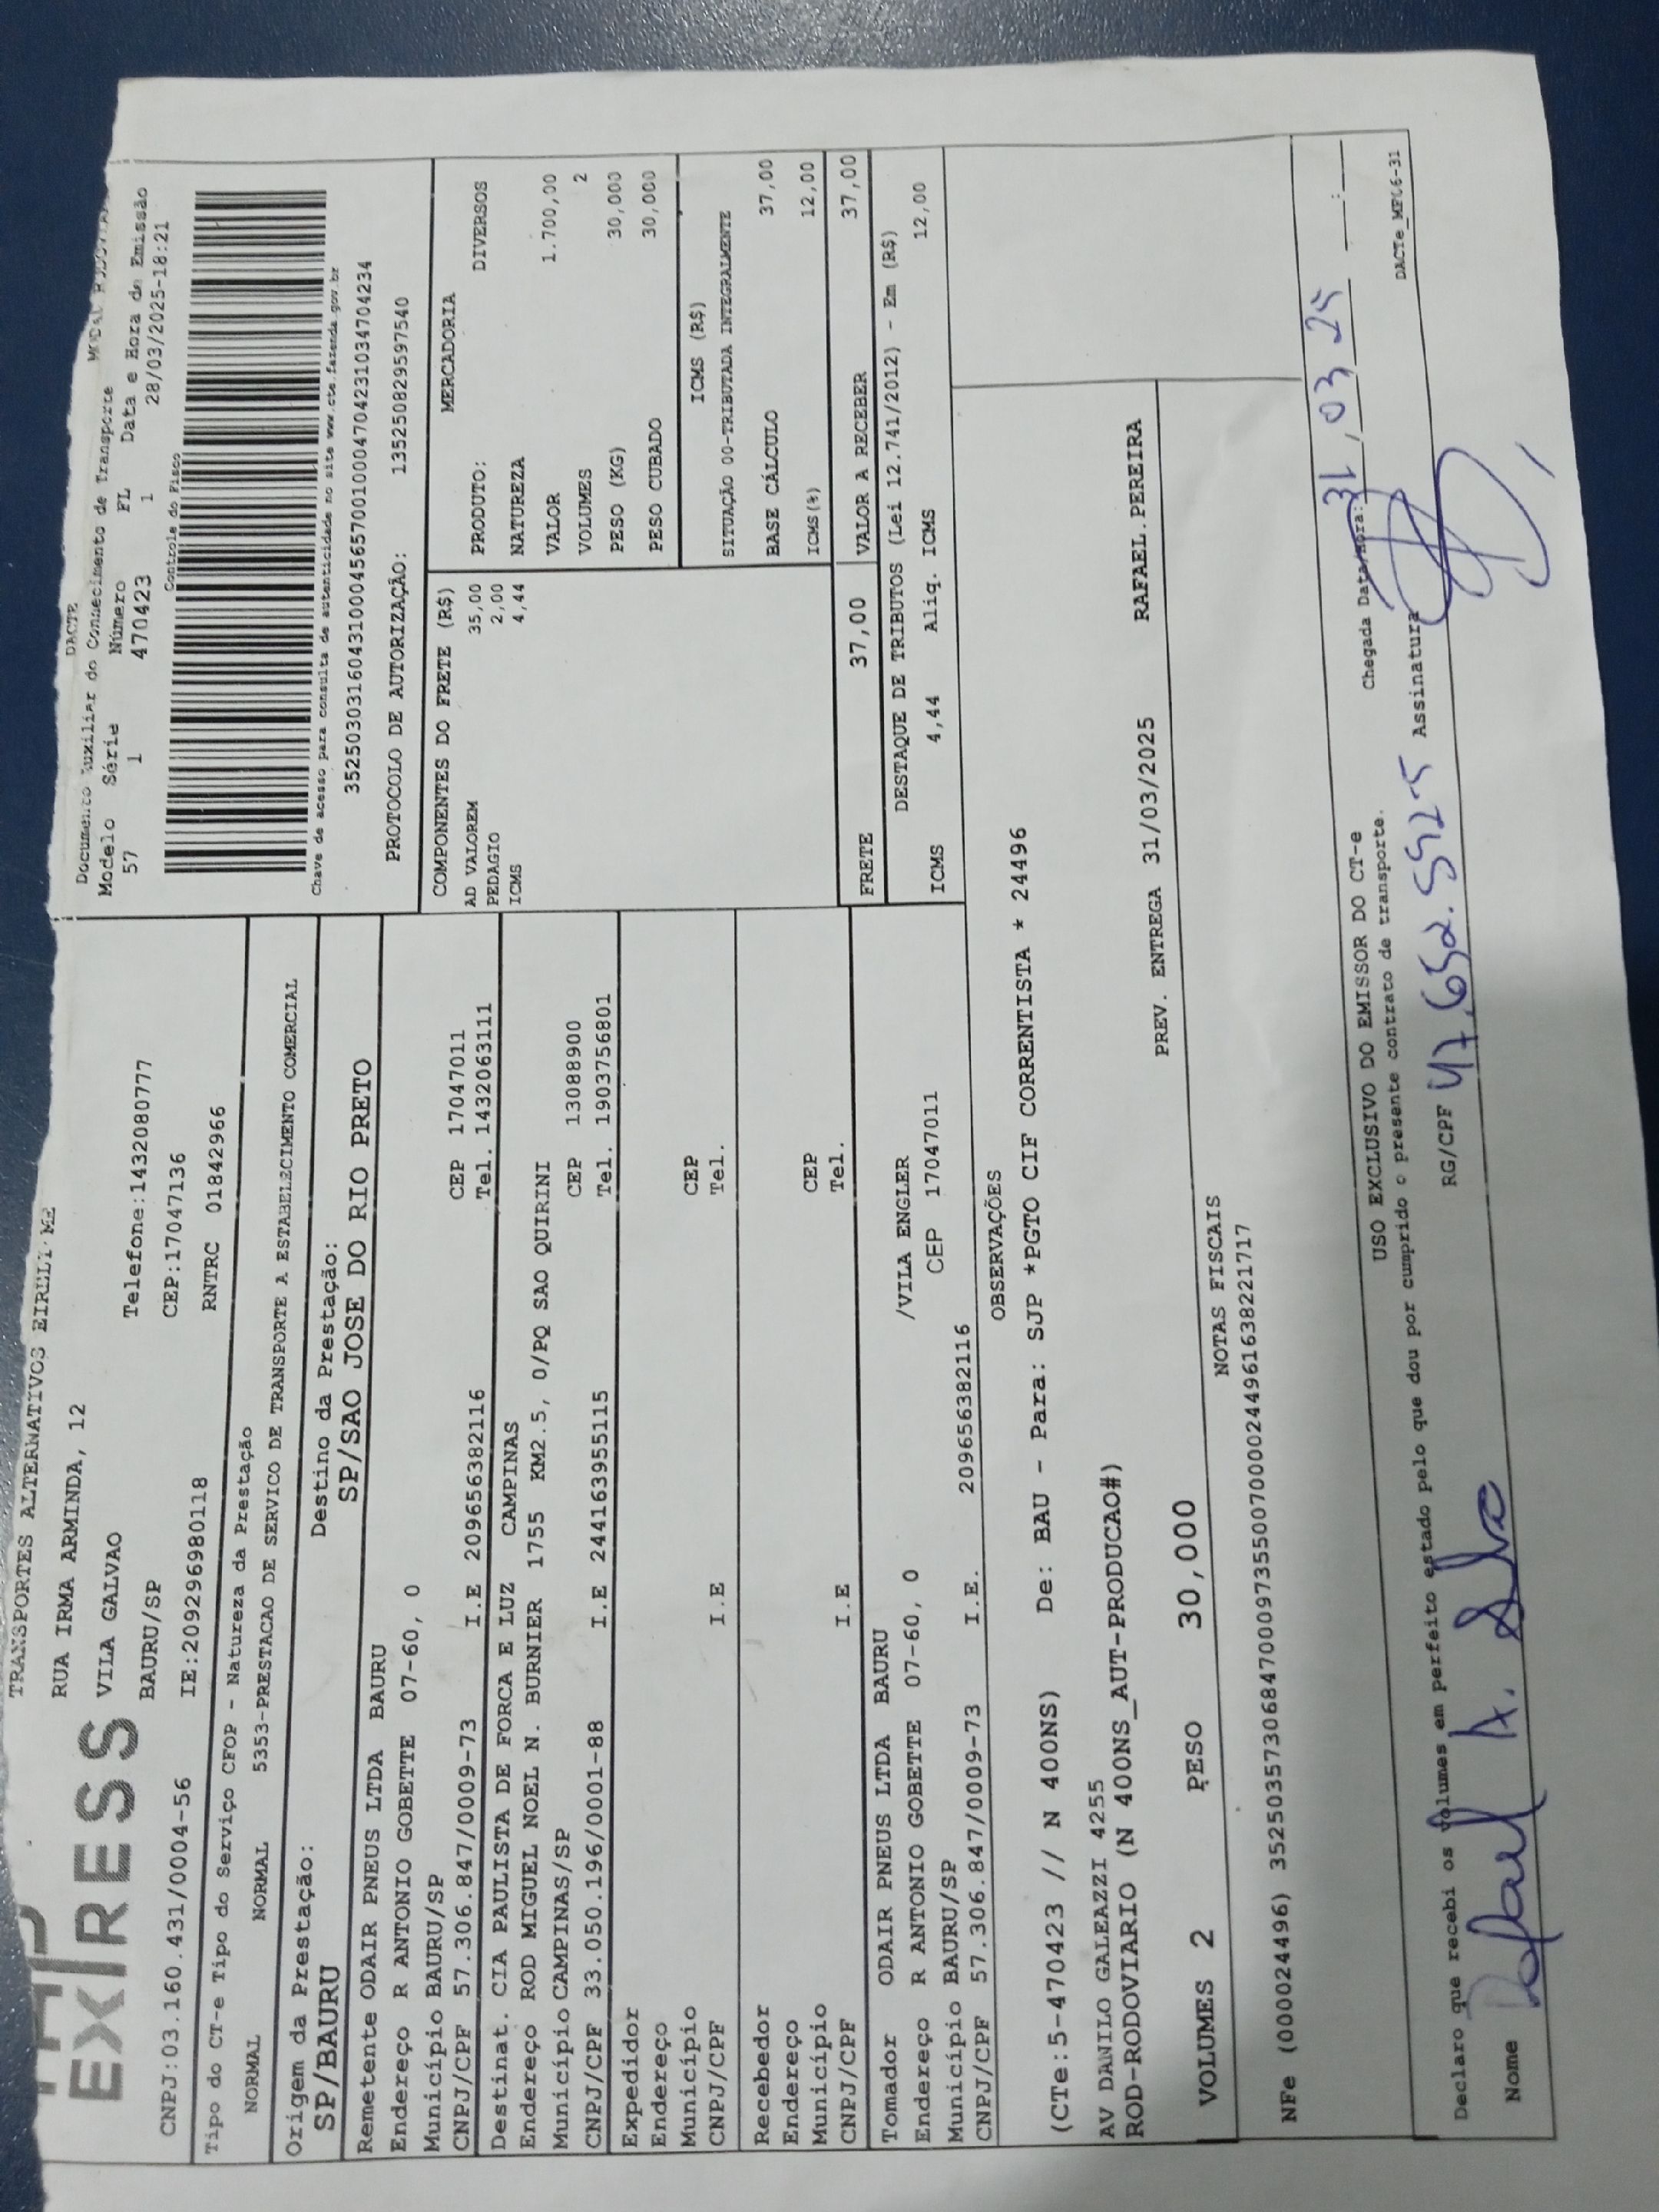 EXPRESS
TRANSPORTES ALTERNATIVOS EIRELI-ME
RUA IRMA ARMINDA, 12
VILA GALVAO
Telefone:1432080777
BAURU/SP
CEP:17047136
CNPJ:03.160.431/0004-56
IE:209296980118
RNTRC 01842966
DACTE
Documento Auxiliar do Conhecimento de Transporte
Modelo Série Número FL Data e Hora de Emissão
57 1 470423 1 28/03/2025-18:21
Controle do Fisco
Chave de acesso para consulta de autenticidade no site www.cte.fazenda.gov.br
35250303160431000456570010004704231034704234
PROTOCOLO DE AUTORIZAÇÃO: 135250829597540
Tipo do CT-e Tipo do Serviço CFOP - Natureza da Prestação
NORMAL NORMAL 5353-PRESTACAO DE SERVICO DE TRANSPORTE A ESTABELECIMENTO COMERCIAL
Origem da Prestação: Destino da Prestação:
SP/BAURU SP/SAO JOSE DO RIO PRETO
Remetente ODAIR PNEUS LTDA BAURU
Endereço R ANTONIO GOBETTE 07-60, 0
Município BAURU/SP CEP 17047011
CNPJ/CPF 57.306.847/0009-73 I.E 209656382116 Tel. 1432063111
Destinat. CIA PAULISTA DE FORCA E LUZ CAMPINAS
Endereço ROD MIGUEL NOEL N. BURNIER 1755 KM2.5, 0/PQ SAO QUIRINI
Município CAMPINAS/SP CEP 13088900
CNPJ/CPF 33.050.196/0001-88 I.E 244163955115 Tel. 1903756801
Expedidor
Endereço
Município CEP
CNPJ/CPF I.E Tel.
Recebedor
Endereço
Município CEP
CNPJ/CPF I.E Tel.
Tomador ODAIR PNEUS LTDA BAURU
Endereço R ANTONIO GOBETTE 07-60, 0 /VILA ENGLER
Município BAURU/SP CEP 17047011
CNPJ/CPF 57.306.847/0009-73 I.E. 209656382116
COMPONENTES DO FRETE (R$)
AD VALOREM 35,00
PEDAGIO 2,00
ICMS 4,44
MERCADORIA
PRODUTO: DIVERSOS
NATUREZA
VALOR 1.700,00
VOLUMES 2
PESO (KG) 30,000
PESO CUBADO 30,000
ICMS (R$)
SITUAÇÃO 00-TRIBUTADA INTEGRALMENTE
BASE CÁLCULO 37,00
ICMS(%) 12,00
FRETE 37,00 VALOR A RECEBER 37,00
DESTAQUE DE TRIBUTOS (Lei 12.741/2012) - Em (R$)
ICMS 4,44 Aliq. ICMS 12,00
OBSERVAÇÕES
(CTe:5-470423 // N 400NS) De: BAU - Para: SJP *PGTO CIF CORRENTISTA * 24496
AV DANILO GALEAZZI 4255
ROD-RODOVIARIO (N 400NS_AUT-PRODUCAO#)
PREV. ENTREGA 31/03/2025 RAFAEL.PEREIRA
VOLUMES 2 PESO 30,000
NOTAS FISCAIS
NFe (000024496) 35250357306847000973550070000244961638221717
USO EXCLUSIVO DO EMISSOR DO CT-e Chegada Data/Hora: 31/03/25 __:__
Declaro que recebi os volumes em perfeito estado pelo que dou por cumprido o presente contrato de transporte.
Nome RG/CPF Assinatura
DACTe_MP06-31